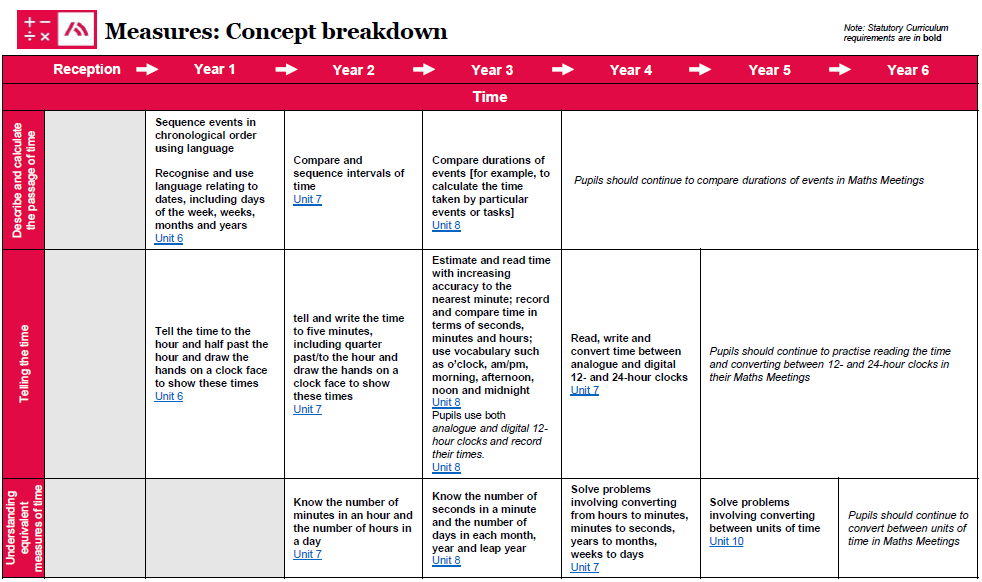 Measures: Concept breakdown
Note: Statutory Curriculum
requirements are in bold
Reception
Year 1
Year 2
Year 3
Year 4
Year 5
Year 6
Time
Describe and calculate
the passage of time
Sequence events in
chronological order
using language
Recognise and use
language relating to
dates, including days
of the week, weeks,
months and years
Unit 6
Compare and
sequence intervals of
time
Unit 7
Compare durations of
events [for example, to
calculate the time
taken by particular
events or tasks]
Unit 8
Pupils should continue to compare durations of events in Maths Meetings
Telling the time
Tell the time to the
hour and half past the
hour and draw the
hands on a clock face
to show these times
Unit 6
tell and write the time
to five minutes,
including quarter
past/to the hour and
draw the hands on a
clock face to show
these times
Unit 7
Estimate and read time
with increasing
accuracy to the
nearest minute; record
and compare time in
terms of seconds,
minutes and hours;
use vocabulary such
as o'clock, am/pm,
morning, afternoon,
noon and midnight
Unit 8
Pupils use both
analogue and digital 12-
hour clocks and record
their times.
Unit 8
Read, write and
convert time between
analogue and digital
12- and 24-hour clocks
Unit 7
Pupils should continue to practise reading the time
and converting between 12- and 24-hour clocks in
their Maths Meetings
Understanding
equivalent
measures of time
Know the number of
minutes in an hour and
the number of hours in
a day
Unit 7
Know the number of
seconds in a minute
and the number of
days in each month,
year and leap year
Unit 8
Solve problems
involving converting
from hours to minutes,
minutes to seconds,
years to months,
weeks to days
Unit 7
Solve problems
involving converting
between units of time
Unit 10
Pupils should continue to
convert between units of
time in Maths Meetings